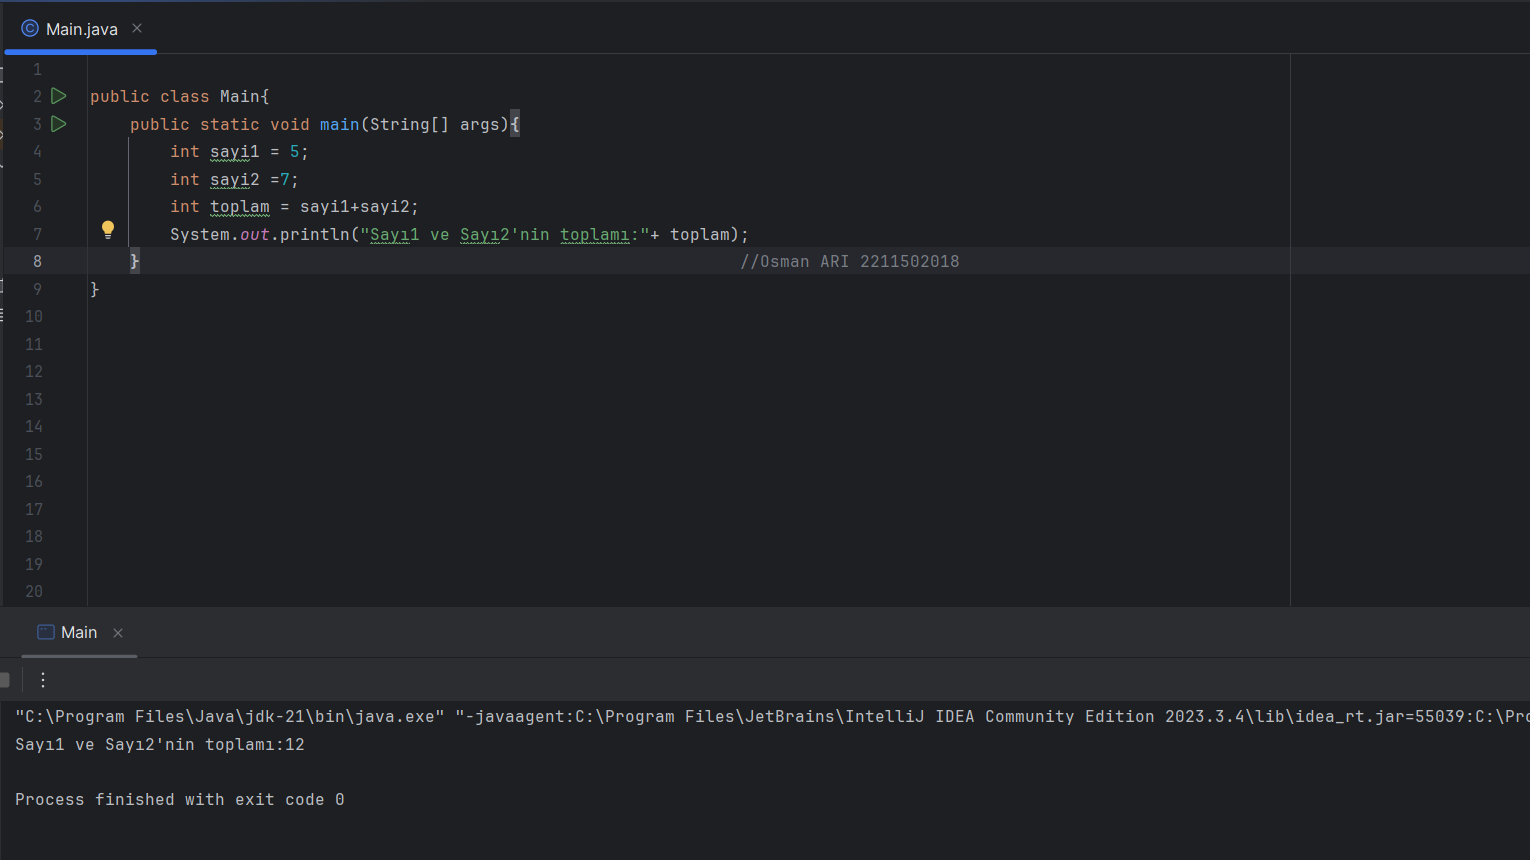 Main.java
1
2 public class Main{
3 public static void main(String[] args){
4 int sayi1 = 5;
5 int sayi2 =7;
6 int toplam = sayi1+sayi2;
7 System.out.println("Sayı1 ve Sayı2'nin toplamı:"+ toplam);
8 } //Osman ARI 2211502018
9 }
10
11
12
13
14
15
16
17
18
19
20
Main
"C:\Program Files\Java\jdk-21\bin\java.exe" "-javaagent:C:\Program Files\JetBrains\IntelliJ IDEA Community Edition 2023.3.4\lib\idea_rt.jar=55039:C:\Pro
Sayı1 ve Sayı2'nin toplamı:12
Process finished with exit code 0